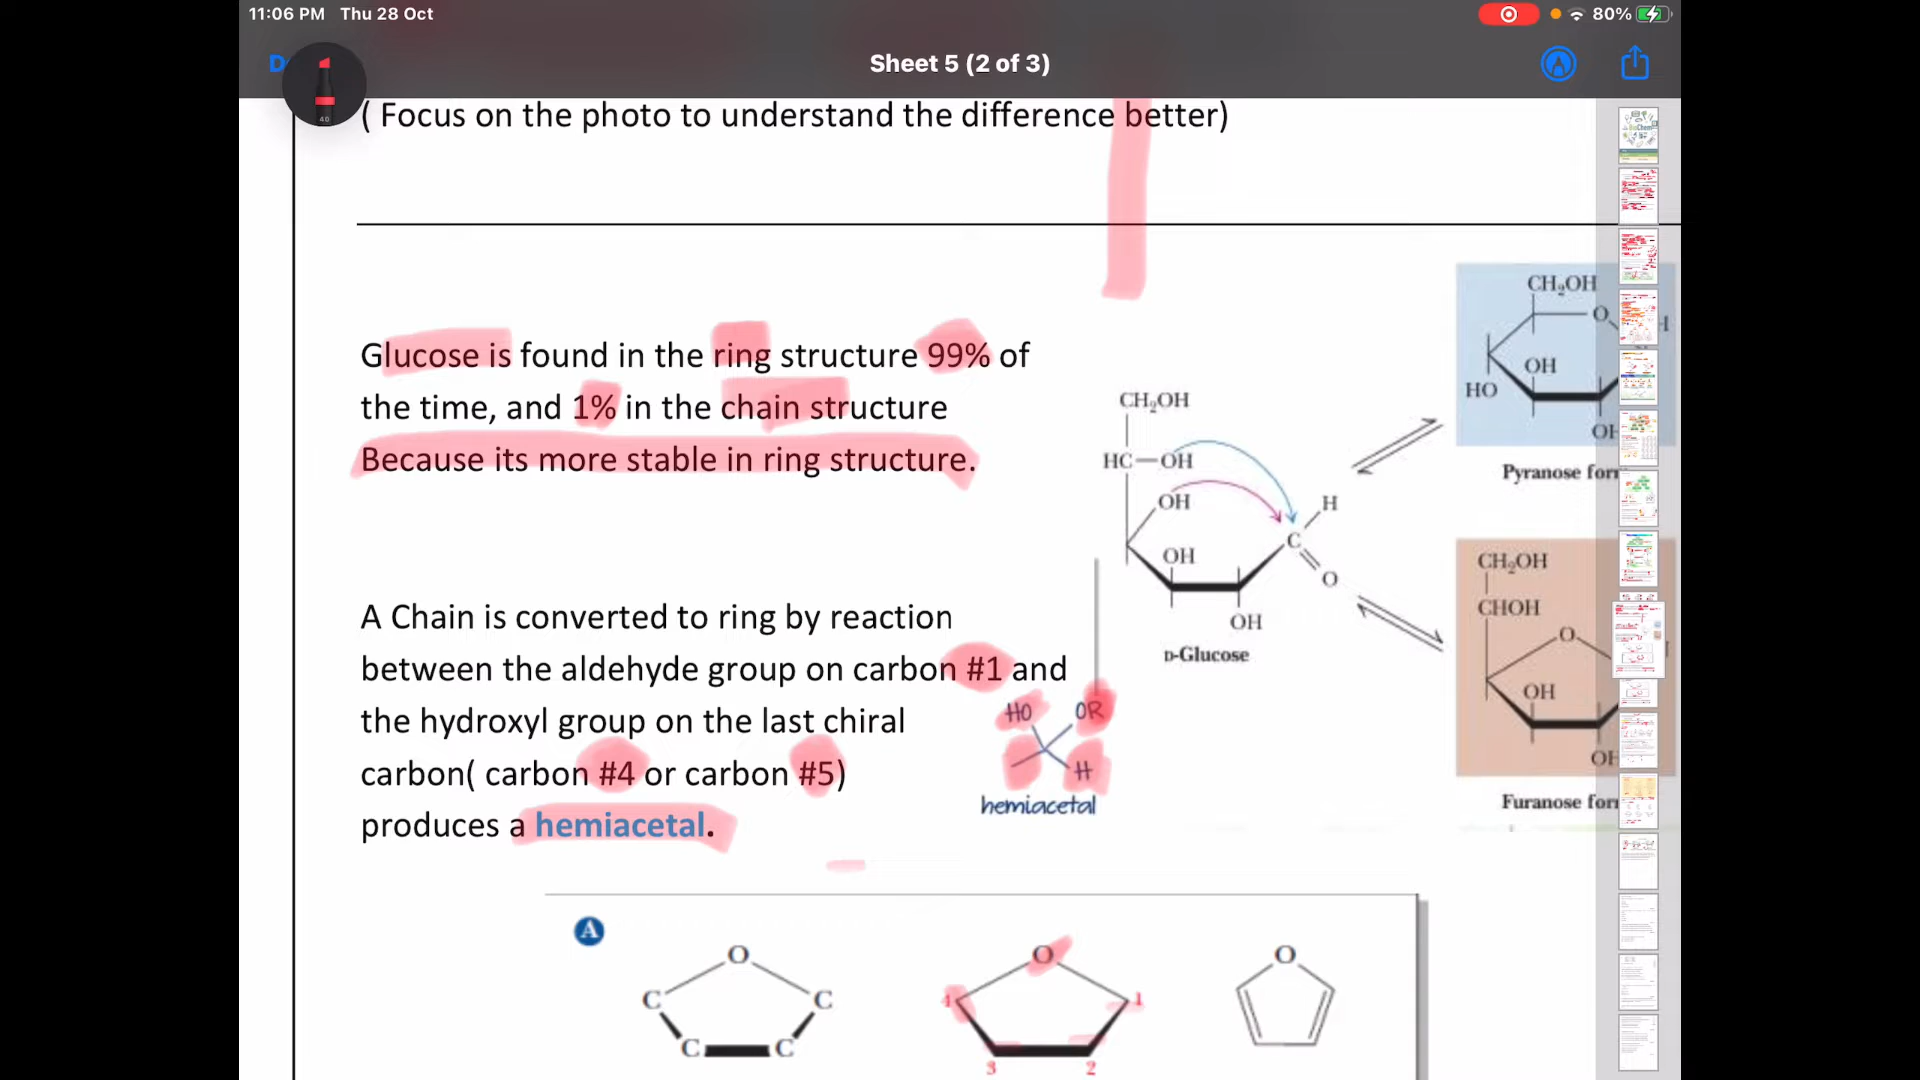 11:06 PM Thu 28 Oct
80%
Sheet 5 (2 of 3)
40
( Focus on the photo to understand the difference better)
Glucose is found in the ring structure 99% of
the time, and 1% in the chain structure
Because its more stable in ring structure.
A Chain is converted to ring by reaction
between the aldehyde group on carbon #1 and
the hydroxyl group on the last chiral
carbon( carbon #4 or carbon #5)
produces a hemiacetal.
HO OR
H
hemiacetal
CH₂OH
HC—OH
OH
OH
OH
H
C
O
D-Glucose
CH₂OH
O
OH
HO
Pyranose
CH₂OH
CHOH
O
OH
Furanose
A
O
C C
C C
O
4 1
3 2
O